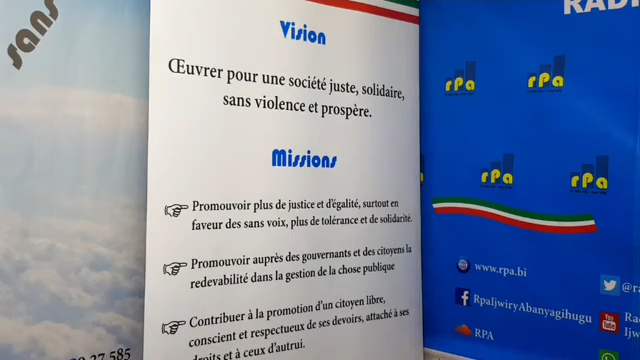 sans
27 585
Vision
Œuvrer pour une société juste, solidaire,
sans violence et prospère.
Missions
Promouvoir plus de justice et d'égalité, surtout en
faveur des sans voix, plus de tolérance et de solidarité.
Promouvoir auprès des gouvernants et des citoyens la
redevabilité dans la gestion de la chose publique
Contribuer à la promotion d'un citoyen libre,
conscient et respectueux de ses devoirs, attaché à ses
droits et à ceux d'autrui.
rPa
rPa
rPa
rPa
www.rpa.bi
RpaIjwiryAbanyagihugu
RPA